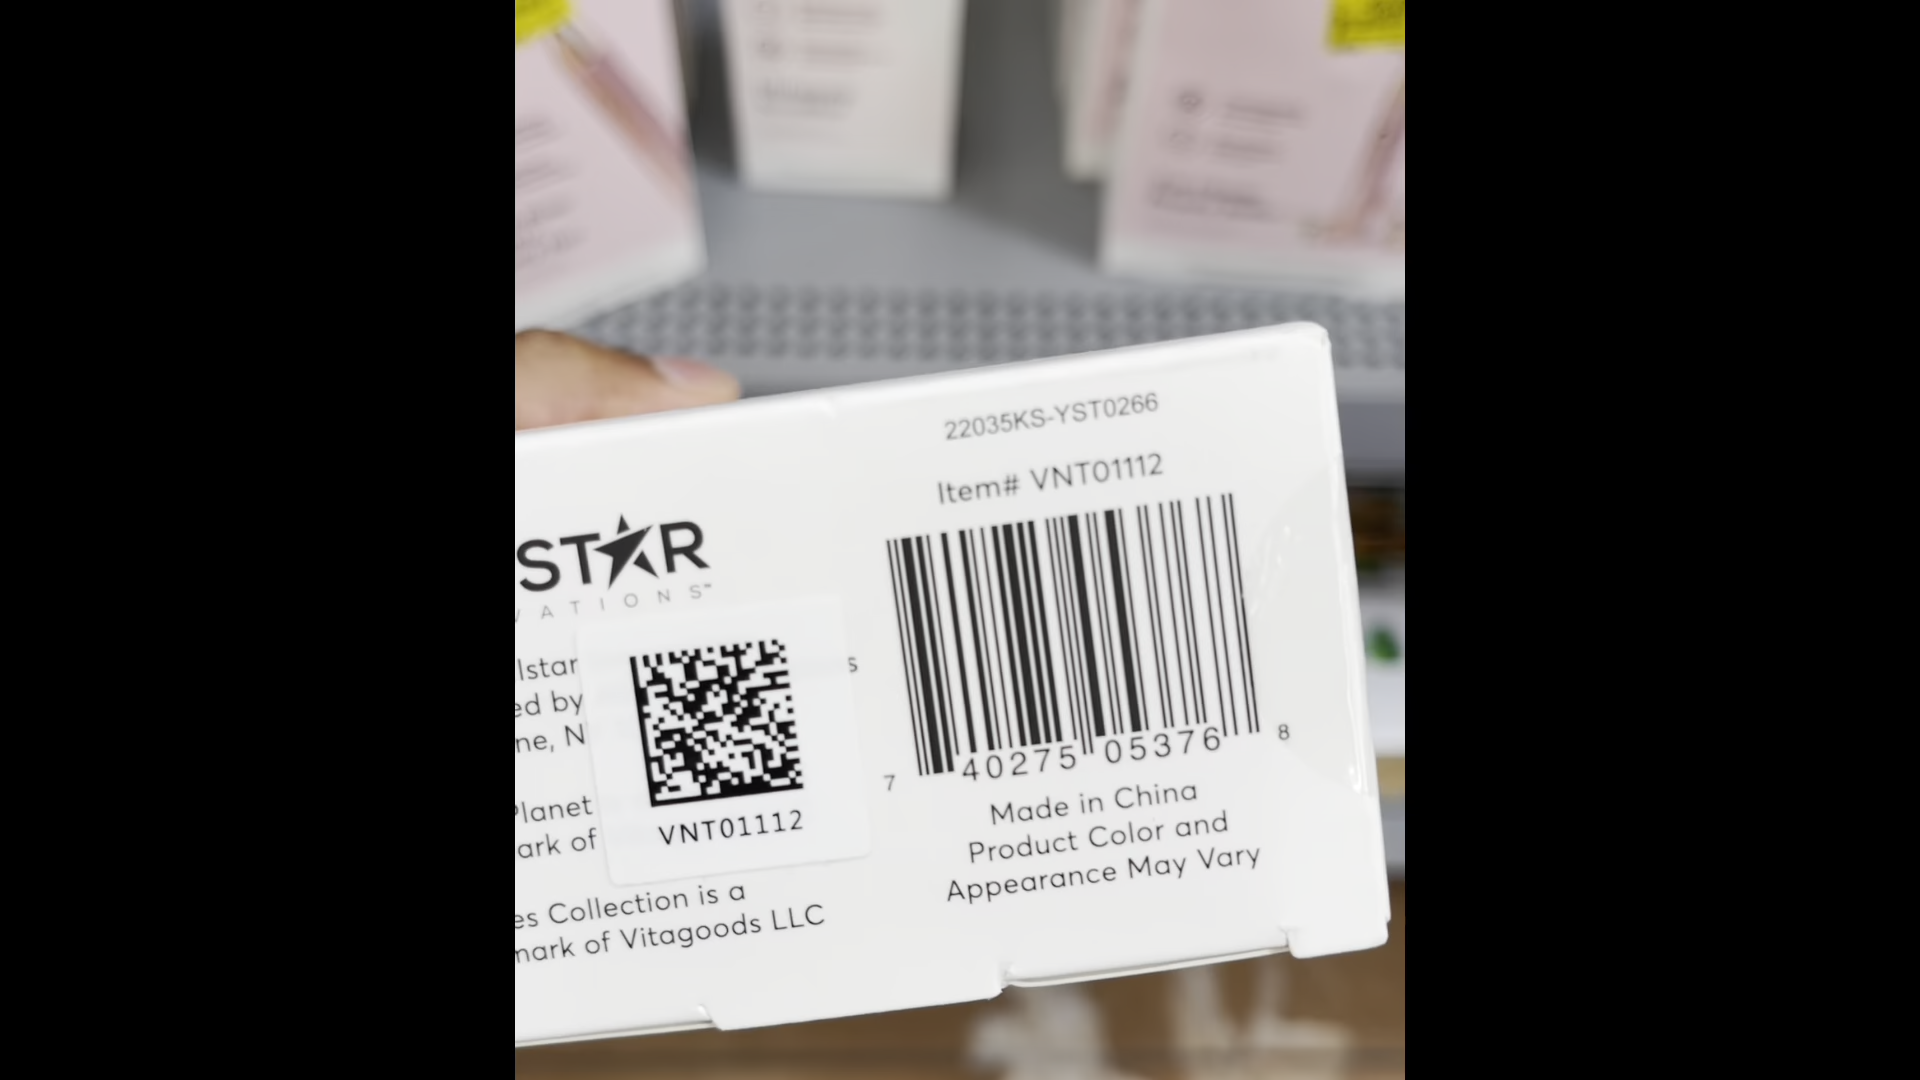 22035KS-YST0266
Item# VNT01112
STAR
VATIONS™
lstar s
ed by
ne, N
Planet
ark of
VNT01112
7 40275 05376 8
Made in China
Product Color and
Appearance May Vary
es Collection is a
mark of Vitagoods LLC